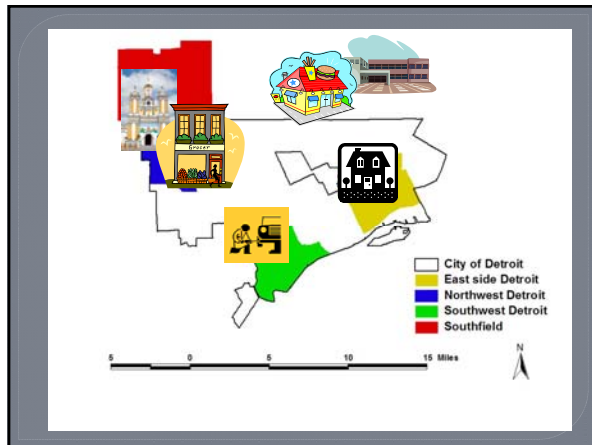 Grocer
City of Detroit
East side Detroit
Northwest Detroit
Southwest Detroit
Southfield
5 0 5 10 15 Miles
N